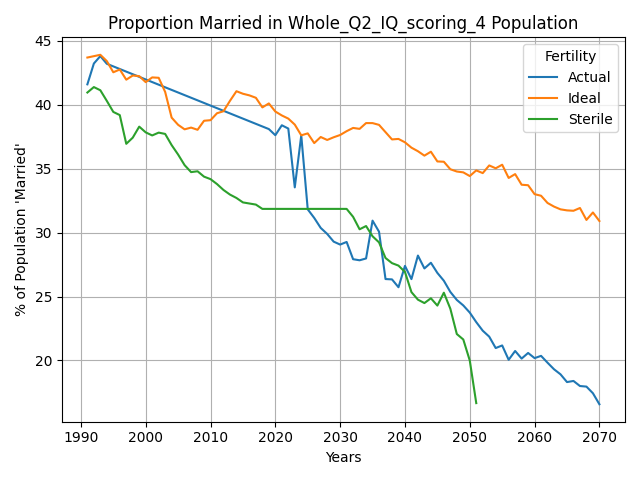 Proportion Married in Whole_Q2_IQ_scoring_4 Population
Fertility
Actual
Ideal
Sterile
% of Population 'Married'
45
40
35
30
25
20
1990
2000
2010
2020
2030
2040
2050
2060
2070
Years